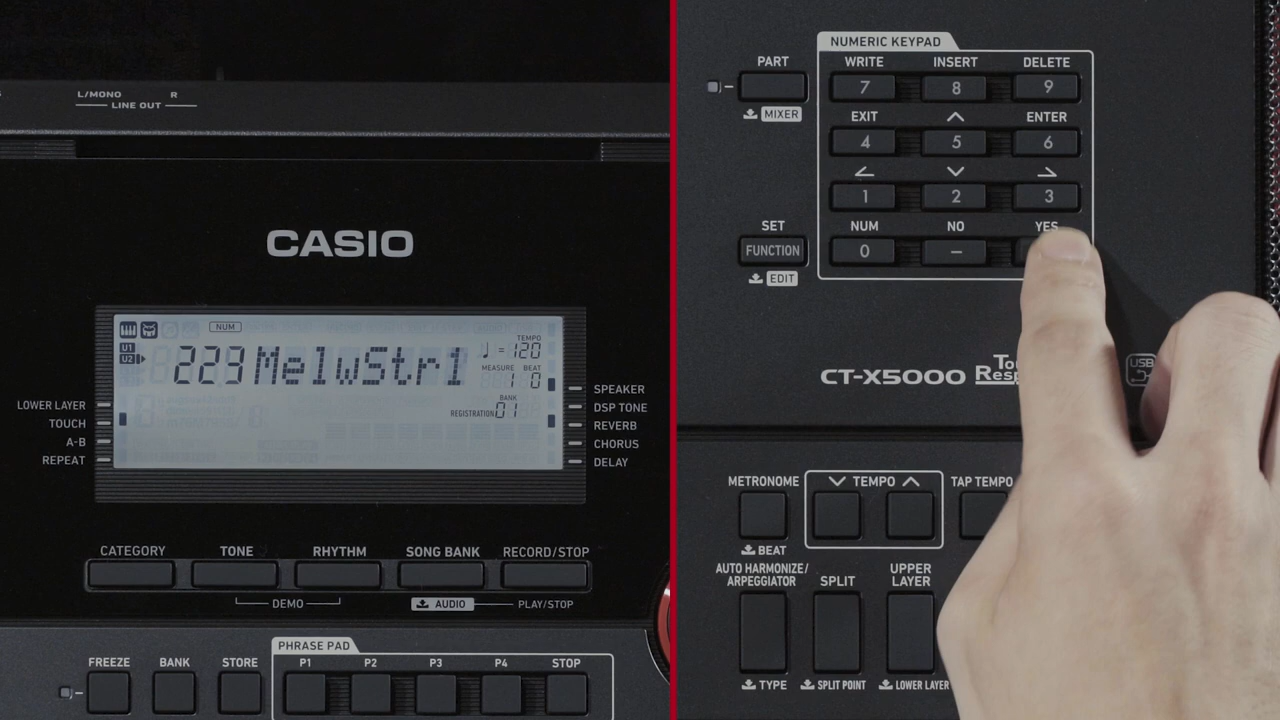 L/MONO R
LINE OUT
CASIO
NUM
U1
U2
223 MelwStr1
TEMPO
=120
MEASURE BEAT
1 0
BANK
REGISTRATION 01
LOWER LAYER
TOUCH
A-B
REPEAT
SPEAKER
DSP TONE
REVERB
CHORUS
DELAY
CATEGORY TONE RHYTHM SONG BANK RECORD/STOP
DEMO AUDIO PLAY/STOP
FREEZE BANK STORE
PHRASE PAD
P1 P2 P3 P4 STOP
NUMERIC KEYPAD
PART
MIXER
WRITE INSERT DELETE
7 8 9
EXIT ENTER
4 5 6
1 2 3
SET
FUNCTION
EDIT
NUM NO YES
0 −
CT-X5000
USB
METRONOME TEMPO TAP TEMPO
BEAT
AUTO HARMONIZE/
ARPEGGIATOR
SPLIT
UPPER
LAYER
TYPE SPLIT POINT LOWER LAYER